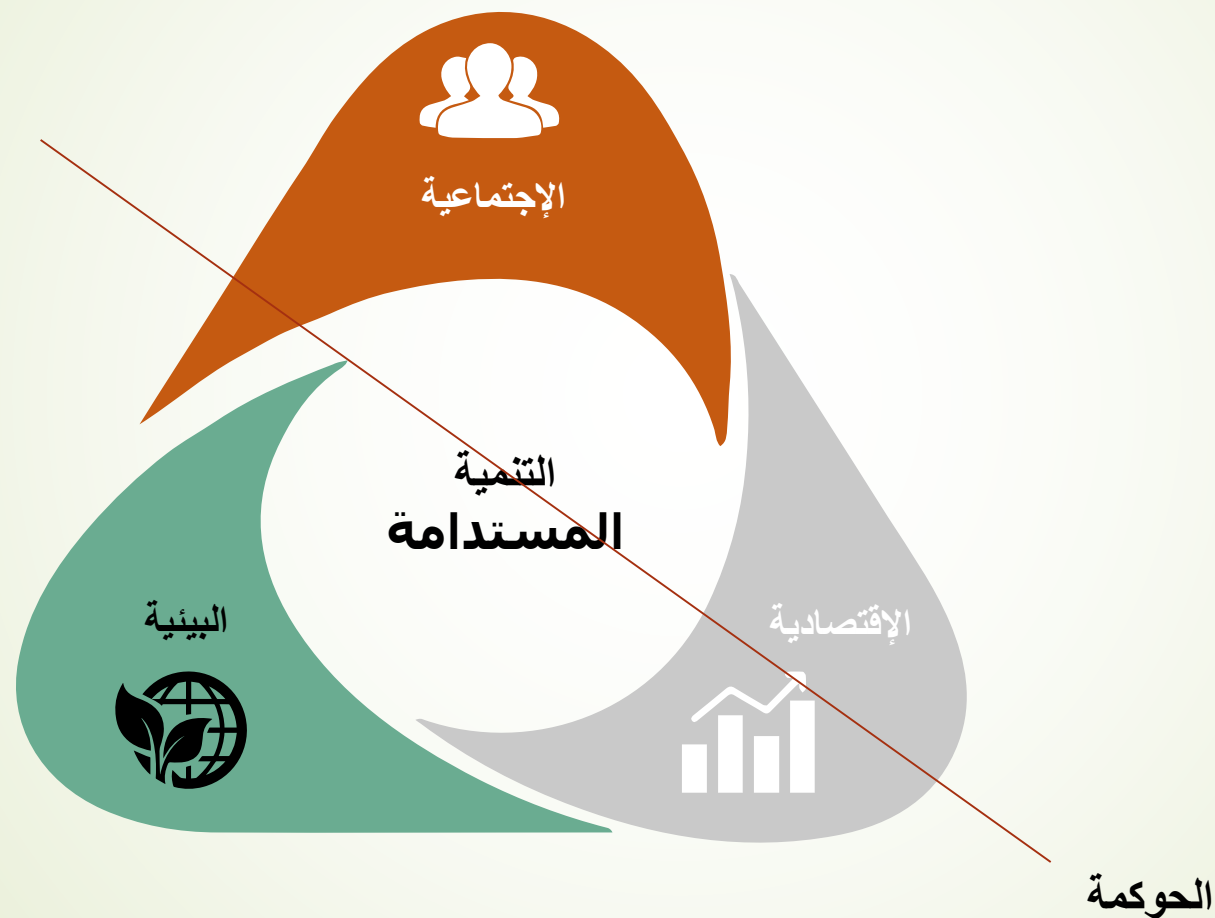 الإجتماعية
التنمية
المستدامة
البيئية
الإقتصادية
الحوكمة